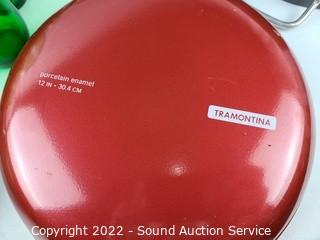 porcelain enamel
12 IN - 30.4 CM
TRAMONTINA
Copyright 2022 - Sound Auction Service